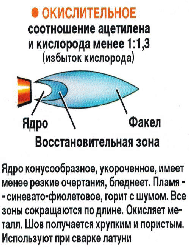 ОКИСЛИТЕЛЬНОЕ
соотношение ацетилена
и кислорода менее 1:1,3
(избыток кислорода)
Ядро
Факел
Восстановительная зона
Ядро конусообразное, укороченное, имеет
менее резкие очертания, бледнеет. Пламя -
- синевато-фиолетовое, горит с шумом. Все
зоны сокращаются по длине. Окисляет ме-
талл. Шов получается хрупким и пористым.
Используют при сварке латуни